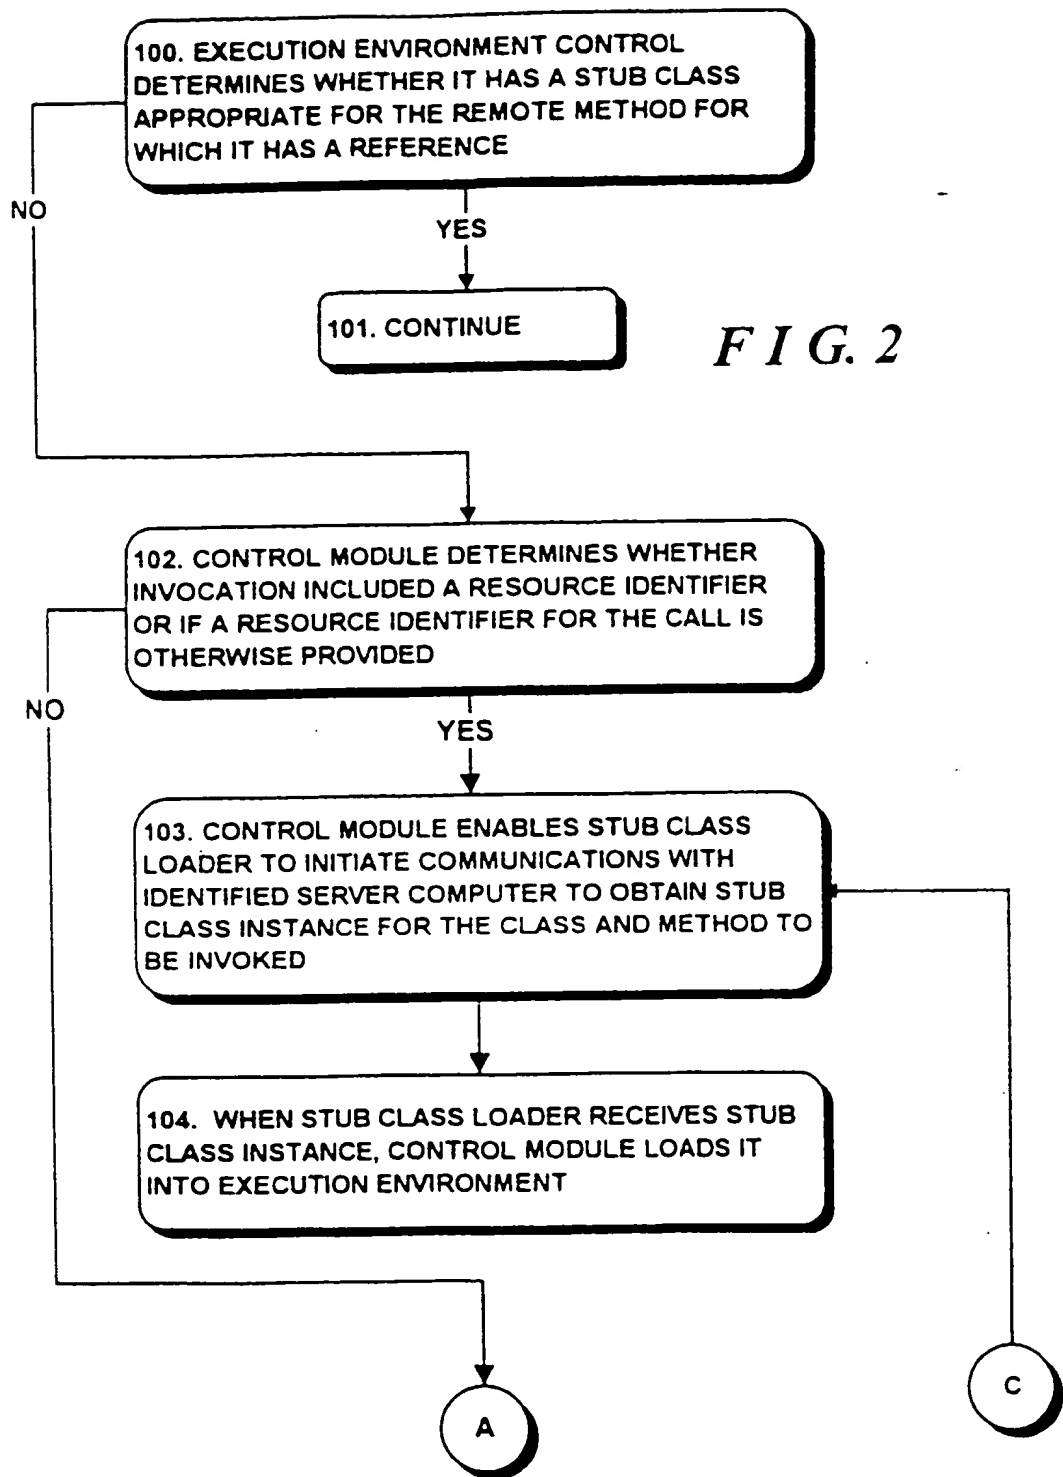 100. EXECUTION ENVIRONMENT CONTROL
DETERMINES WHETHER IT HAS A STUB CLASS
APPROPRIATE FOR THE REMOTE METHOD FOR
WHICH IT HAS A REFERENCE
NO
YES
101. CONTINUE
FIG. 2
102. CONTROL MODULE DETERMINES WHETHER
INVOCATION INCLUDED A RESOURCE IDENTIFIER
OR IF A RESOURCE IDENTIFIER FOR THE CALL IS
OTHERWISE PROVIDED
NO
YES
103. CONTROL MODULE ENABLES STUB CLASS
LOADER TO INITIATE COMMUNICATIONS WITH
IDENTIFIED SERVER COMPUTER TO OBTAIN STUB
CLASS INSTANCE FOR THE CLASS AND METHOD TO
BE INVOKED
104. WHEN STUB CLASS LOADER RECEIVES STUB
CLASS INSTANCE, CONTROL MODULE LOADS IT
INTO EXECUTION ENVIRONMENT
A
C